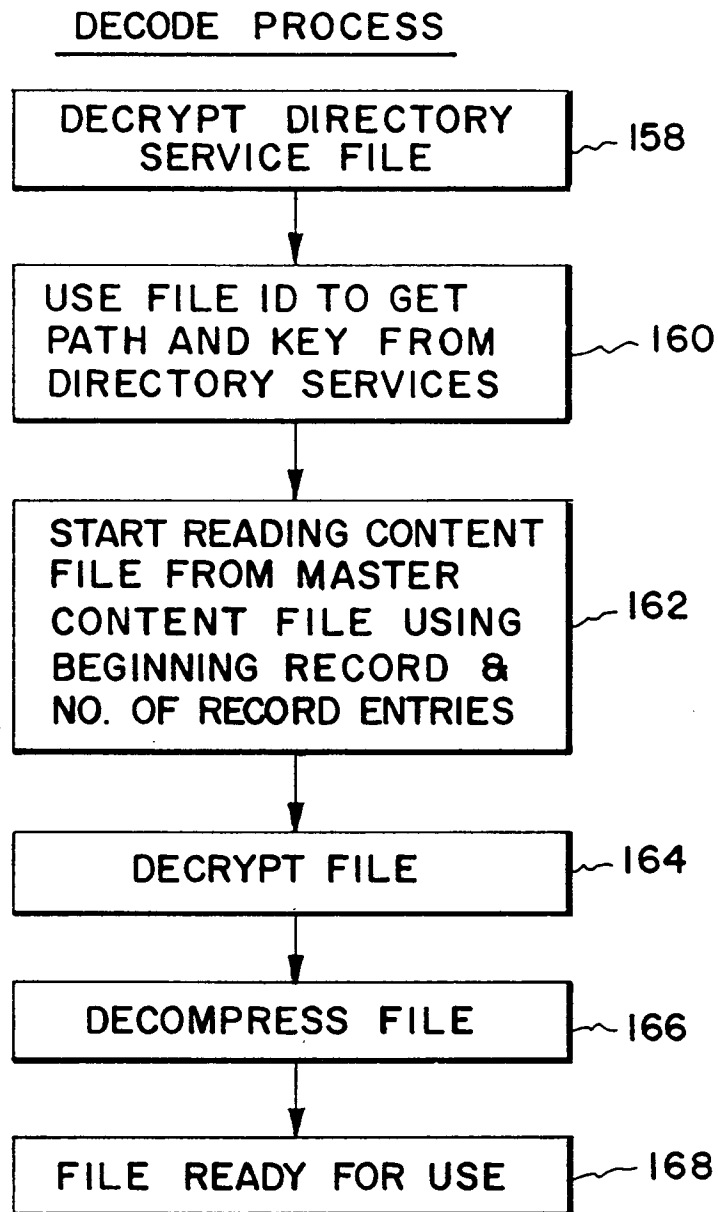 DECODE PROCESS
DECRYPT DIRECTORY
SERVICE FILE
158
USE FILE ID TO GET
PATH AND KEY FROM
DIRECTORY SERVICES
160
START READING CONTENT
FILE FROM MASTER
CONTENT FILE USING
BEGINNING RECORD &
NO. OF RECORD ENTRIES
162
DECRYPT FILE
164
DECOMPRESS FILE
166
FILE READY FOR USE
168